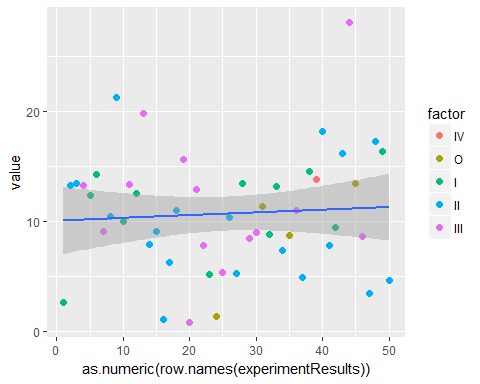 value
20
10
0
0
10
20
30
40
50
as.numeric(row.names(experimentResults))
factor
IV
O
I
II
III